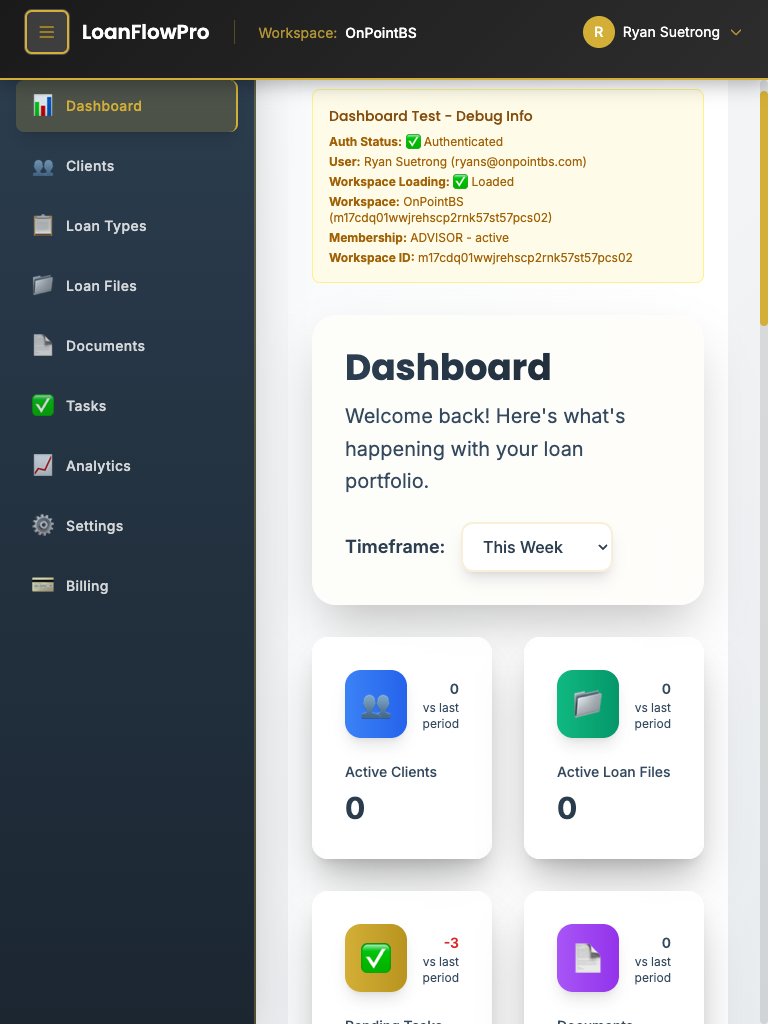 LoanFlowPro
Workspace: OnPointBS
R Ryan Suetrong
Dashboard
Clients
Loan Types
Loan Files
Documents
Tasks
Analytics
Settings
Billing
Dashboard Test - Debug Info
Auth Status: ✅ Authenticated
User: Ryan Suetrong (ryans@onpointbs.com)
Workspace Loading: ✅ Loaded
Workspace: OnPointBS
(m17cdq01wwjrehscp2rnk57st57pcs02)
Membership: ADVISOR - active
Workspace ID: m17cdq01wwjrehscp2rnk57st57pcs02
Dashboard
Welcome back! Here's what's
happening with your loan
portfolio.
Timeframe: This Week
0
vs last
period
Active Clients
0
0
vs last
period
Active Loan Files
0
-3
vs last
period
Pending Tasks
0
vs last
period
Documents